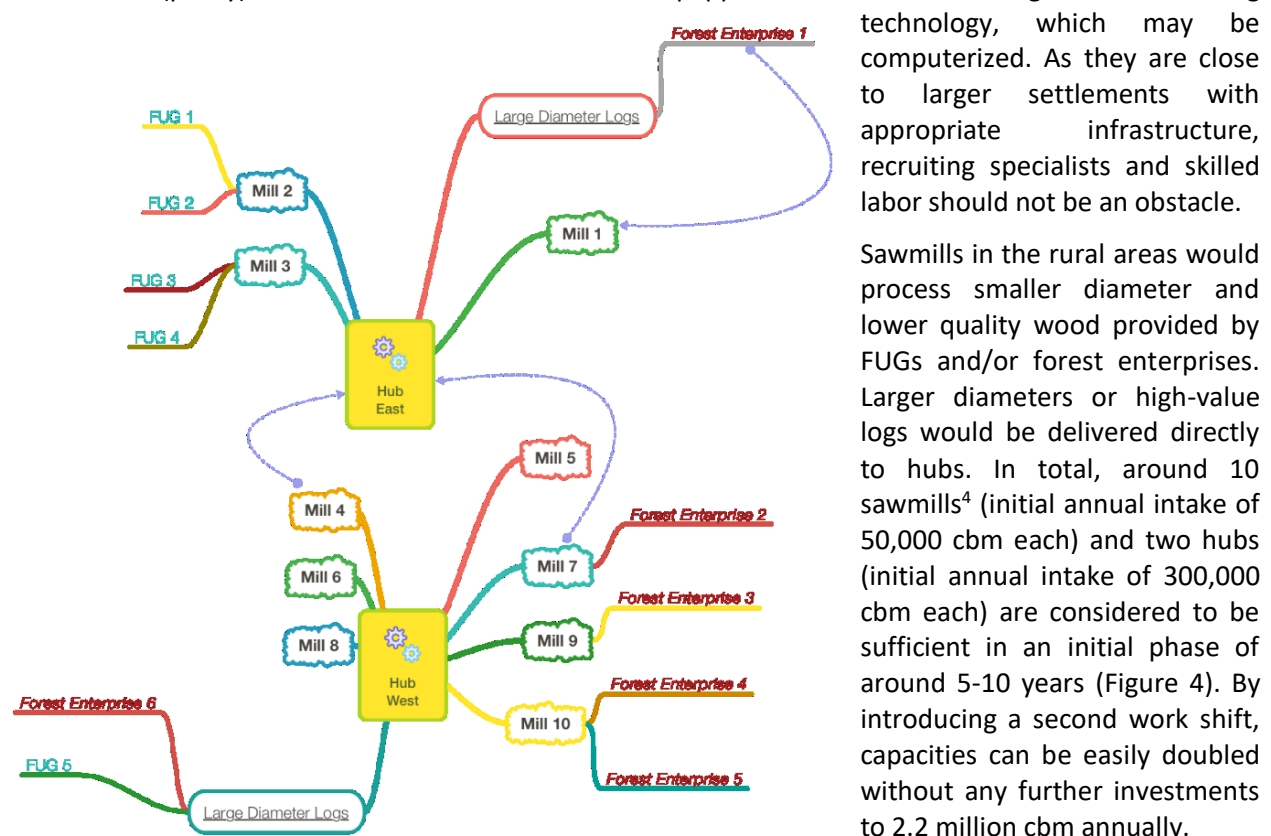 Forest Enterprise 1
Large Diameter Logs
FUG 1
Mill 2
FUG 2
Mill 1
Mill 3
FUG 3
FUG 4
Hub
East
Mill 5
Mill 4
Forest Enterprise 2
Mill 7
Mill 6
Forest Enterprise 3
Mill 9
Mill 8
Hub
West
Forest Enterprise 4
Mill 10
Forest Enterprise 5
Forest Enterprise 6
FUG 5
Large Diameter Logs
technology, which may be
computerized. As they are close
to larger settlements with
appropriate infrastructure,
recruiting specialists and skilled
labor should not be an obstacle.
Sawmills in the rural areas would
process smaller diameter and
lower quality wood provided by
FUGs and/or forest enterprises.
Larger diameters or high-value
logs would be delivered directly
to hubs. In total, around 10
sawmills⁴ (initial annual intake of
50,000 cbm each) and two hubs
(initial annual intake of 300,000
cbm each) are considered to be
sufficient in an initial phase of
around 5-10 years (Figure 4). By
introducing a second work shift,
capacities can be easily doubled
without any further investments
to 2.2 million cbm annually.